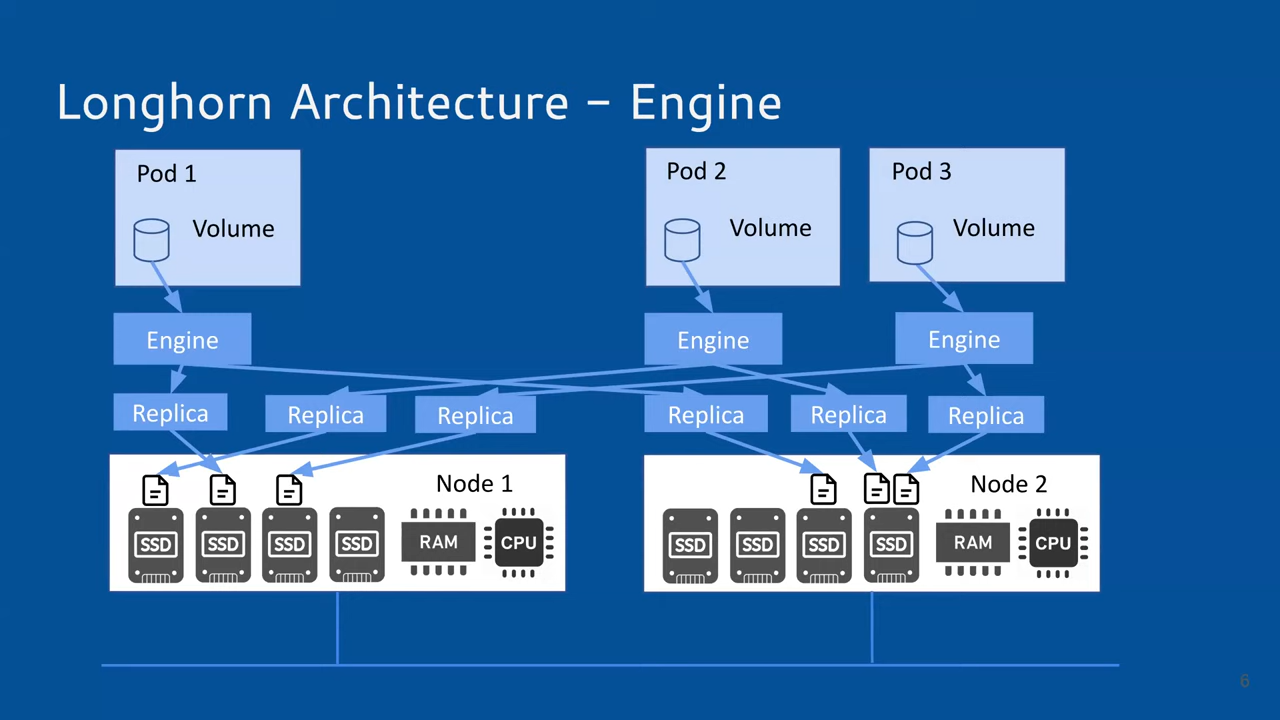 Longhorn Architecture - Engine
Pod 1
Volume
Pod 2
Volume
Pod 3
Volume
Engine
Engine
Engine
Replica
Replica
Replica
Replica
Replica
Replica
Node 1
SSD
SSD
SSD
SSD
RAM
CPU
Node 2
SSD
SSD
SSD
SSD
RAM
CPU
6